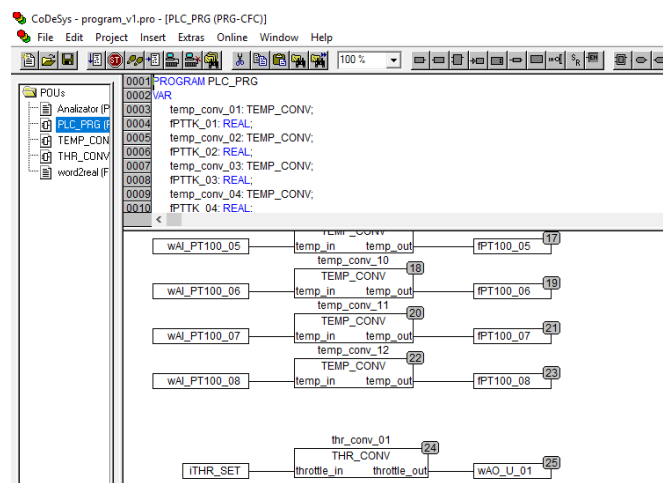 CoDeSys - program_v1.pro - [PLC_PRG (PRG-CFC)]
File Edit Project Insert Extras Online Window Help
100 %
POUs
Analizator (P
PLC_PRG (F
TEMP_CON
THR_CONV
word2real (F
0001 PROGRAM PLC_PRG
0002 VAR
0003 temp_conv_01: TEMP_CONV;
0004 fPTTK_01: REAL;
0005 temp_conv_02: TEMP_CONV;
0006 fPTTK_02: REAL;
0007 temp_conv_03: TEMP_CONV;
0008 fPTTK_03: REAL;
0009 temp_conv_04: TEMP_CONV;
0010 fPTTK_04: REAL;
TEMP_CONV 17
wAI_PT100_05 temp_in temp_out fPT100_05
temp_conv_10
TEMP_CONV 18 19
wAI_PT100_06 temp_in temp_out fPT100_06
temp_conv_11
TEMP_CONV 20 21
wAI_PT100_07 temp_in temp_out fPT100_07
temp_conv_12
TEMP_CONV 22 23
wAI_PT100_08 temp_in temp_out fPT100_08
thr_conv_01
THR_CONV 24 25
iTHR_SET throttle_in throttle_out wAO_U_01